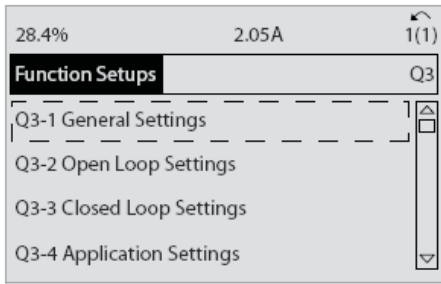 28.4% 2.05A 1(1)
Function Setups Q3
Q3-1 General Settings
Q3-2 Open Loop Settings
Q3-3 Closed Loop Settings
Q3-4 Application Settings